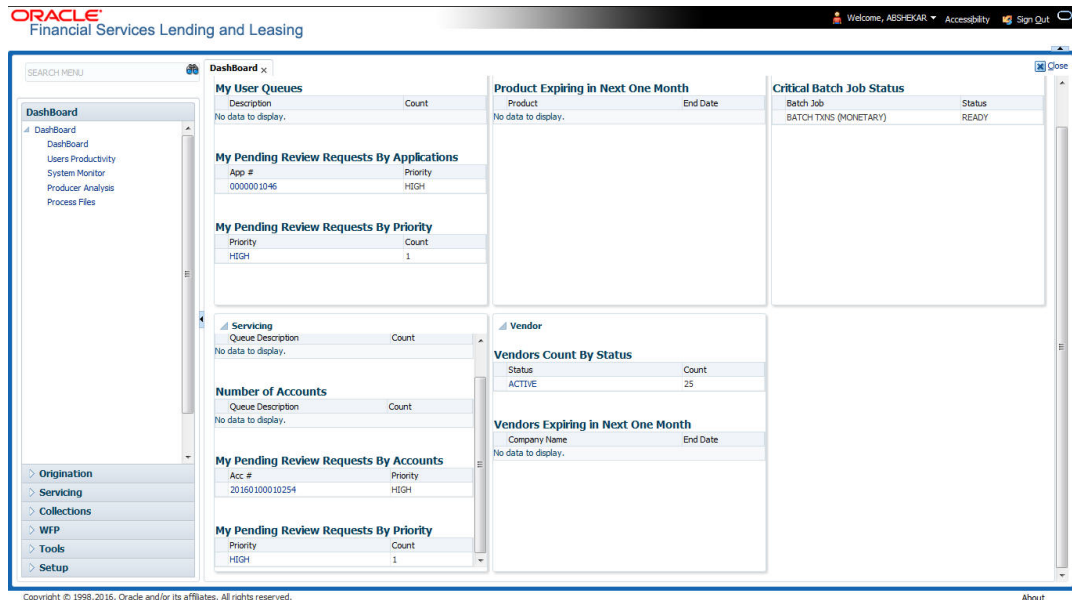 ORACLE
Financial Services Lending and Leasing
Welcome, ABSHEKAR
Accessibility
Sign Out
SEARCH MENU
DashBoard
Close
DashBoard
DashBoard
DashBoard
Users Productivity
System Monitor
Producer Analysis
Process Files
Origination
Servicing
Collections
WFP
Tools
Setup
My User Queues
Description Count
No data to display.
My Pending Review Requests By Applications
App # Priority
0000001046 HIGH
My Pending Review Requests By Priority
Priority Count
HIGH 1
Product Expiring in Next One Month
Product End Date
No data to display.
Critical Batch Job Status
Batch Job Status
BATCH TXNS (MONETARY) READY
Servicing
Queue Description Count
No data to display.
Number of Accounts
Queue Description Count
No data to display.
My Pending Review Requests By Accounts
Acc # Priority
20160100010254 HIGH
My Pending Review Requests By Priority
Priority Count
HIGH 1
Vendor
Vendors Count By Status
Status Count
ACTIVE 25
Vendors Expiring in Next One Month
Company Name End Date
No data to display.
Copyright © 1998,2016, Oracle and/or its affiliates. All rights reserved.
About